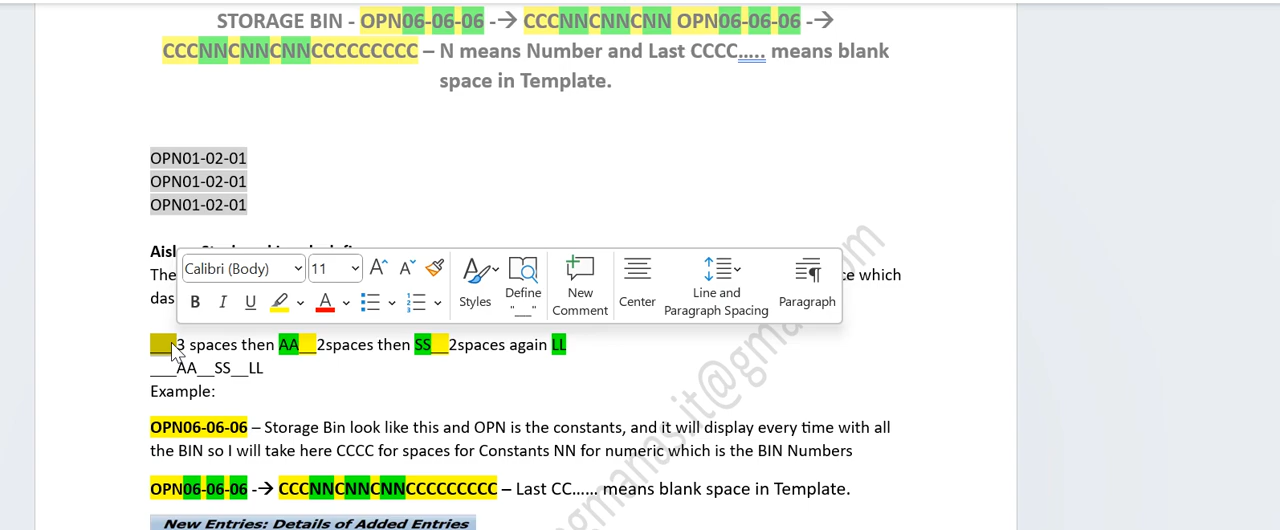 STORAGE BIN - OPN06-06-06 -→ CCCNNCNNCNN OPN06-06-06 -→
CCCNNCNNCNNCCCCCCCCC – N means Number and Last CCCC..... means blank
space in Template.
OPN01-02-01
OPN01-02-01
OPN01-02-01
The
ce which
das
Calibri (Body)
11
A^
A˅
B
I
U
A
Styles
Define
"__"
New
Comment
Center
Line and
Paragraph Spacing
Paragraph
___3 spaces then AA__2spaces then SS__2spaces again LL
___AA__SS__LL
Example:
OPN06-06-06 – Storage Bin look like this and OPN is the constants, and it will display every time with all
the BIN so I will take here CCCC for spaces for Constants NN for numeric which is the BIN Numbers
OPN06-06-06 -→ CCCNNCNNCNNCCCCCCCCC – Last CC...... means blank space in Template.
New Entries: Details of Added Entries